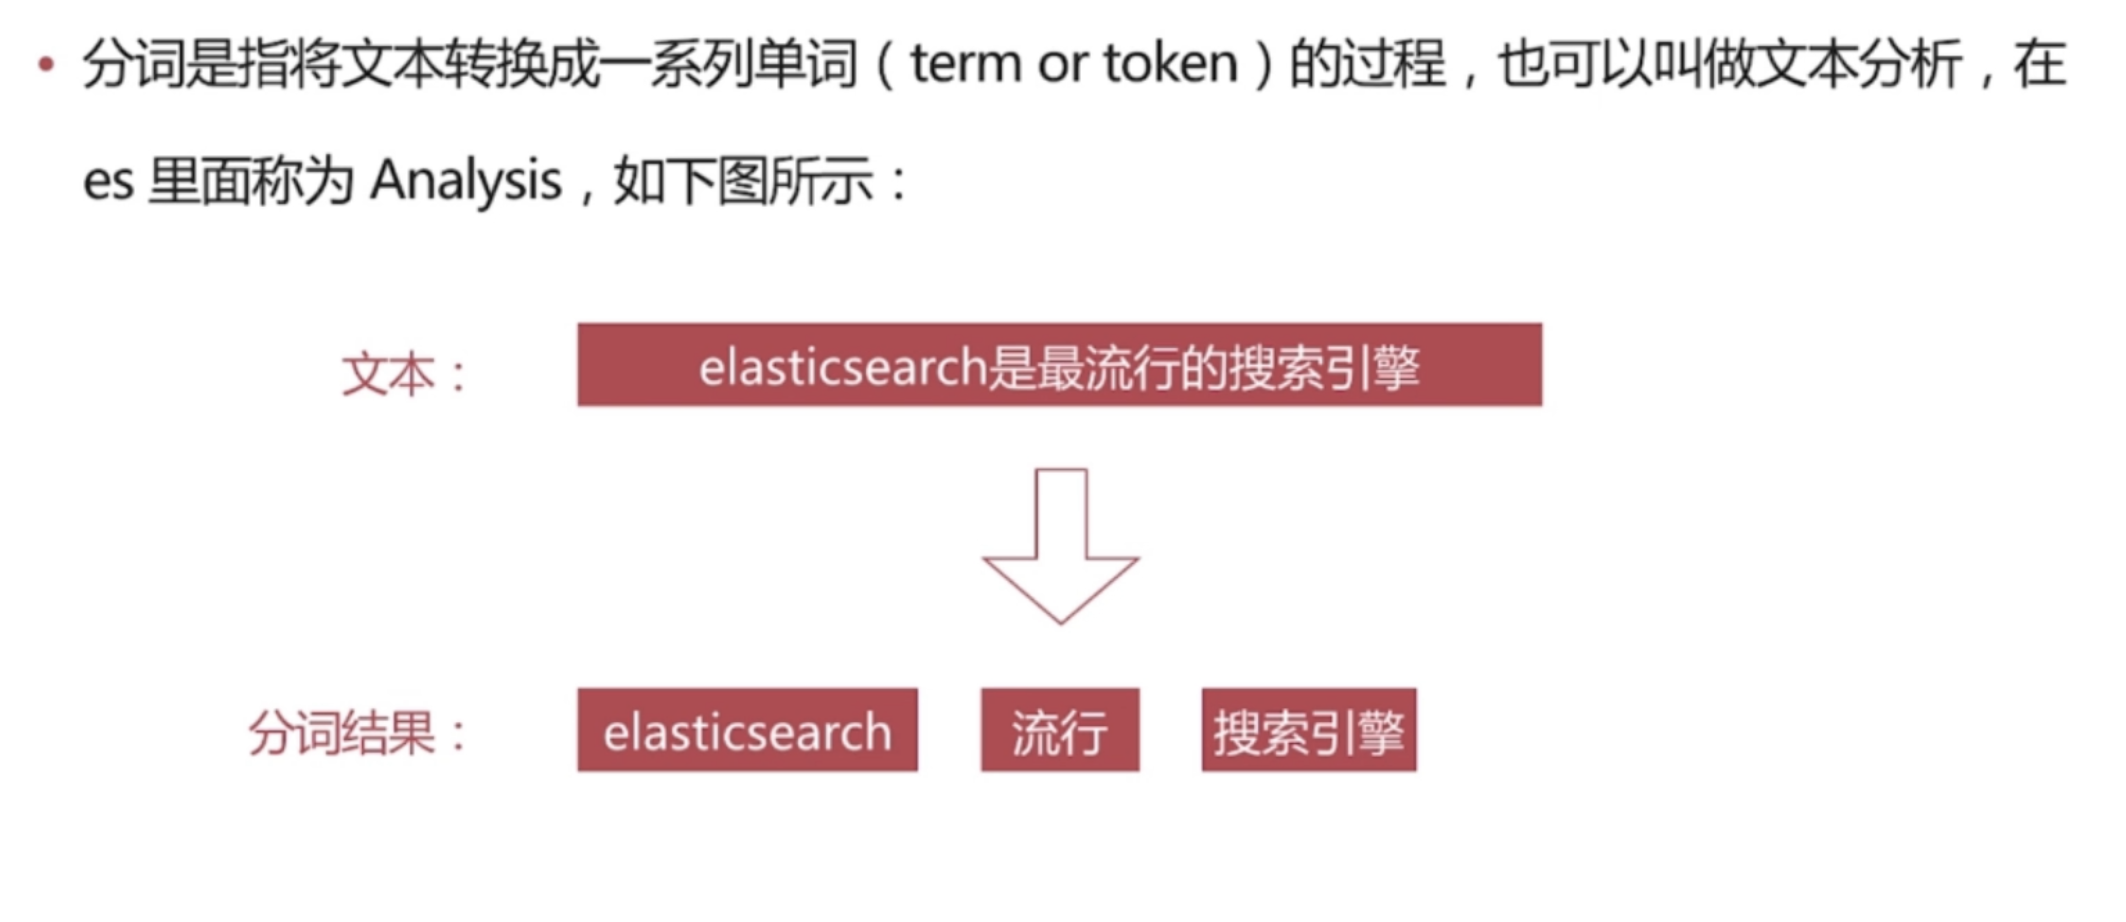 • 分词是指将文本转换成一系列单词（term or token）的过程，也可以叫做文本分析，在
es 里面称为 Analysis，如下图所示：
文本：
elasticsearch是最流行的搜索引擎
分词结果：
elasticsearch 流行 搜索引擎